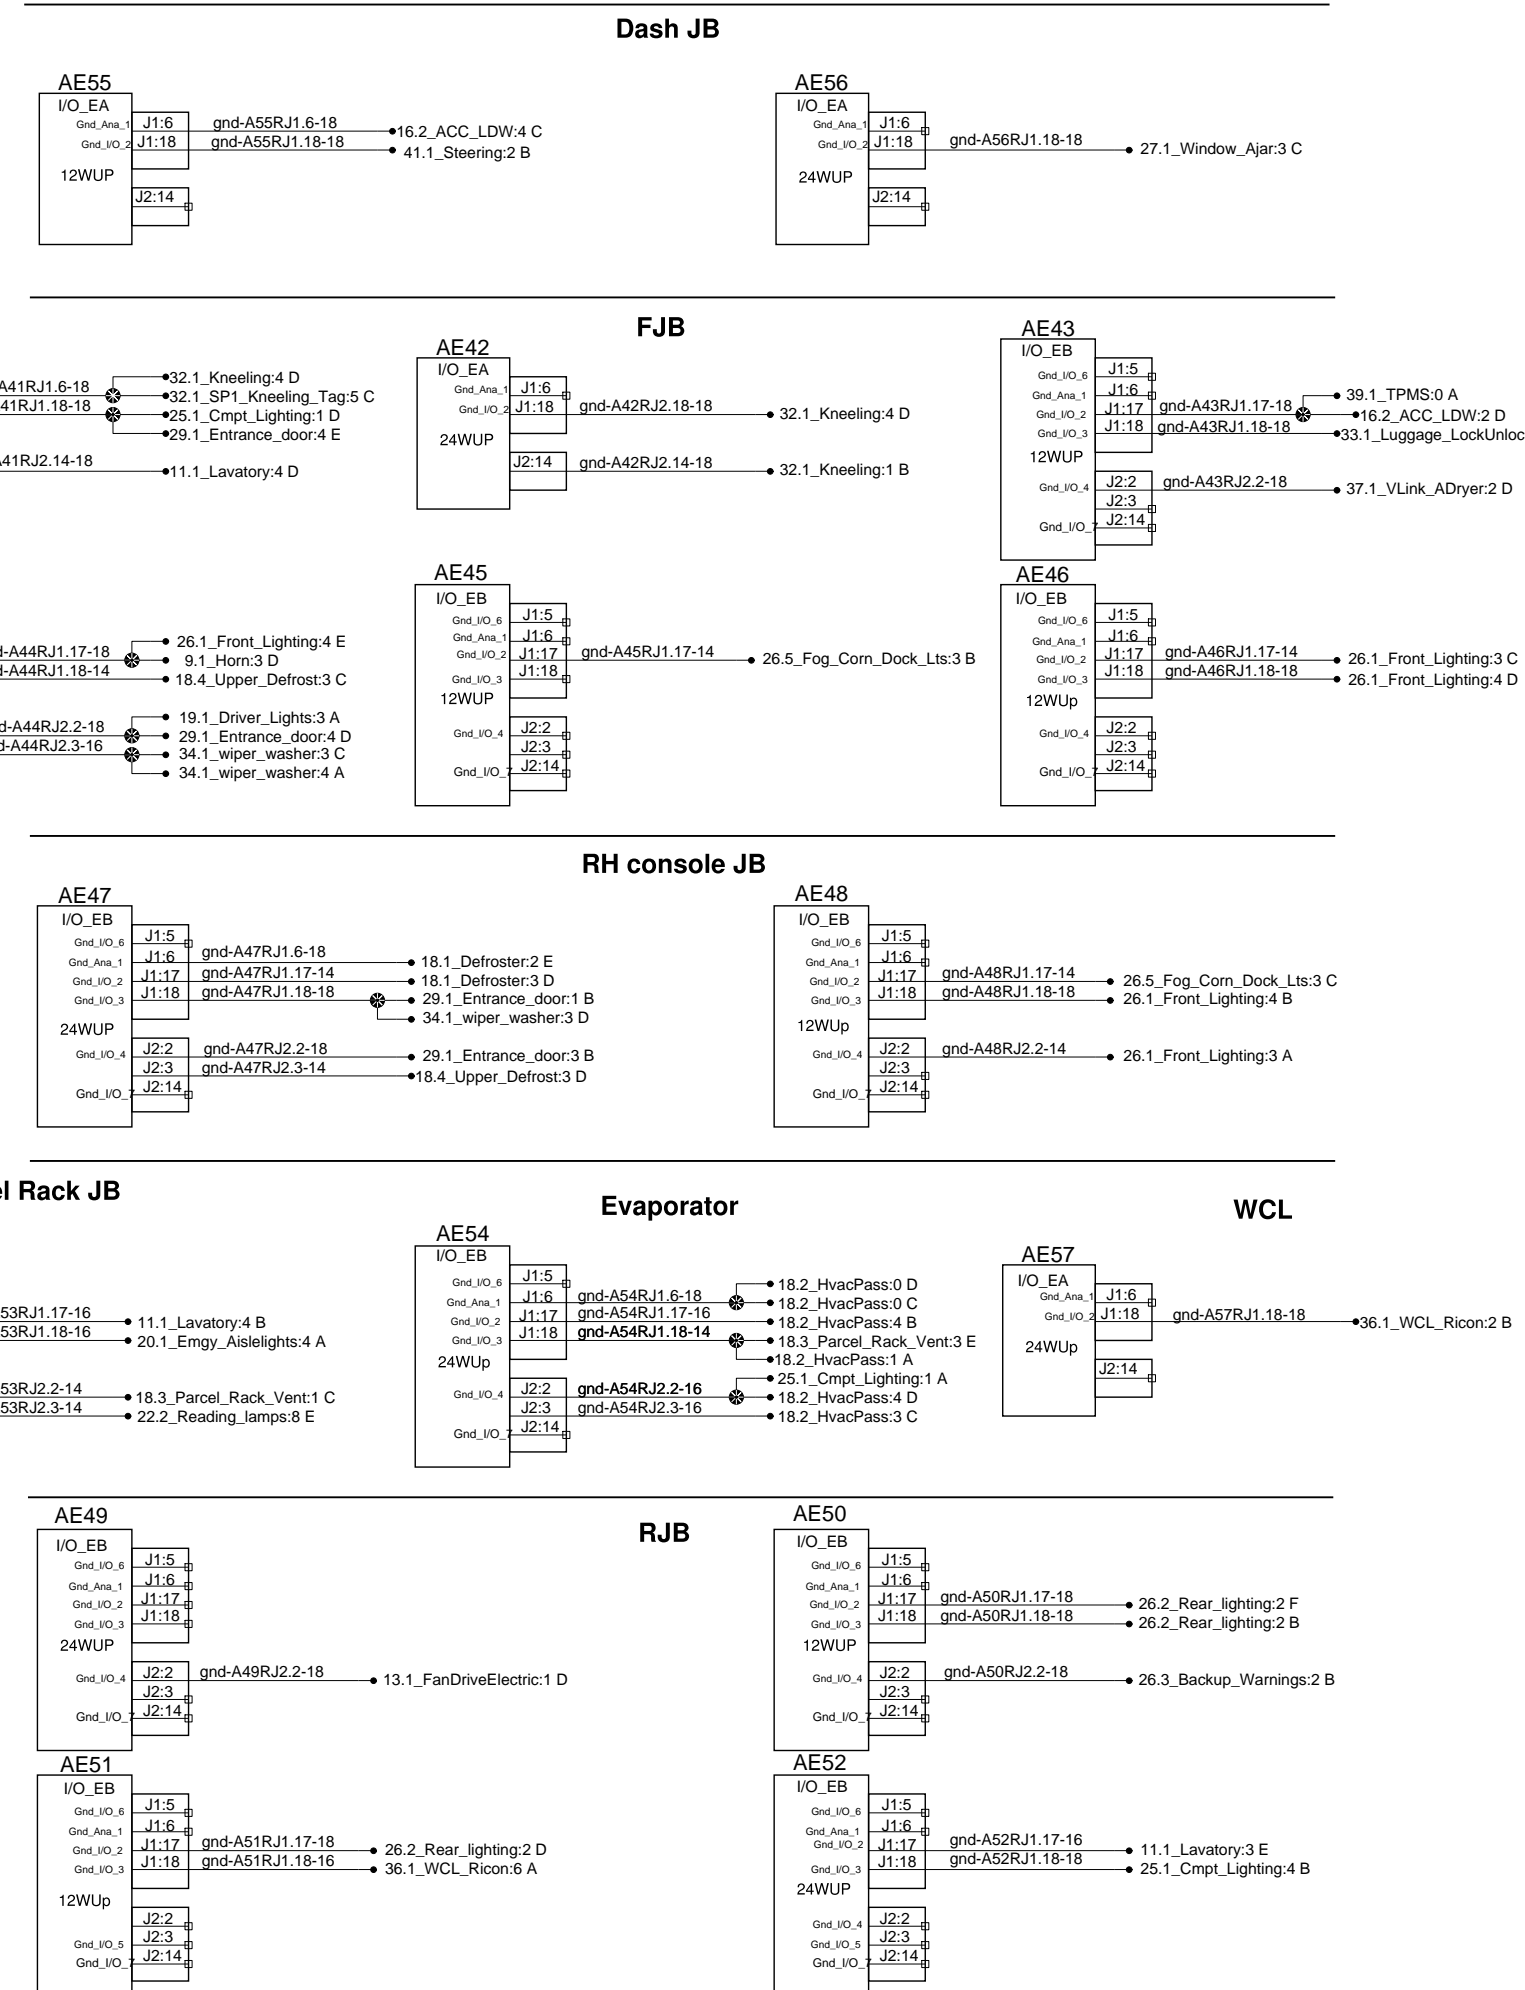 Dash JB
AE55
I/O_EA
Gnd_Ana_1 J1:6 gnd-A55RJ1.6-18 16.2_ACC_LDW:4 C
Gnd_I/O_2 J1:18 gnd-A55RJ1.18-18 41.1_Steering:2 B
12WUP
J2:14
AE56
I/O_EA
Gnd_Ana_1 J1:6
Gnd_I/O_2 J1:18 gnd-A56RJ1.18-18 27.1_Window_Ajar:3 C
24WUP
J2:14
FJB
A41RJ1.6-18 32.1_Kneeling:4 D
32.1_SP1_Kneeling_Tag:5 C
41RJ1.18-18 25.1_Cmpt_Lighting:1 D
29.1_Entrance_door:4 E
A41RJ2.14-18 11.1_Lavatory:4 D
AE42
I/O_EA
Gnd_Ana_1 J1:6
Gnd_I/O_2 J1:18 gnd-A42RJ2.18-18 32.1_Kneeling:4 D
24WUP
J2:14 gnd-A42RJ2.14-18 32.1_Kneeling:1 B
AE43
I/O_EB
Gnd_I/O_6 J1:5
Gnd_Ana_1 J1:6 39.1_TPMS:0 A
Gnd_I/O_2 J1:17 gnd-A43RJ1.17-18 16.2_ACC_LDW:2 D
Gnd_I/O_3 J1:18 gnd-A43RJ1.18-18 33.1_Luggage_LockUnloc
12WUP
Gnd_I/O_4 J2:2 gnd-A43RJ2.2-18 37.1_VLink_ADryer:2 D
J2:3
Gnd_I/O_7 J2:14
26.1_Front_Lighting:4 E
d-A44RJ1.17-18 9.1_Horn:3 D
d-A44RJ1.18-14 18.4_Upper_Defrost:3 C
19.1_Driver_Lights:3 A
d-A44RJ2.2-18 29.1_Entrance_door:4 D
d-A44RJ2.3-16 34.1_wiper_washer:3 C
34.1_wiper_washer:4 A
AE45
I/O_EB
Gnd_I/O_6 J1:5
Gnd_Ana_1 J1:6
Gnd_I/O_2 J1:17 gnd-A45RJ1.17-14 26.5_Fog_Corn_Dock_Lts:3 B
Gnd_I/O_3 J1:18
12WUP
Gnd_I/O_4 J2:2
J2:3
Gnd_I/O_7 J2:14
AE46
I/O_EB
Gnd_I/O_6 J1:5
Gnd_Ana_1 J1:6
Gnd_I/O_2 J1:17 gnd-A46RJ1.17-14 26.1_Front_Lighting:3 C
Gnd_I/O_3 J1:18 gnd-A46RJ1.18-18 26.1_Front_Lighting:4 D
12WUp
Gnd_I/O_4 J2:2
J2:3
Gnd_I/O_7 J2:14
RH console JB
AE47
I/O_EB
Gnd_I/O_6 J1:5
Gnd_Ana_1 J1:6 gnd-A47RJ1.6-18 18.1_Defroster:2 E
Gnd_I/O_2 J1:17 gnd-A47RJ1.17-14 18.1_Defroster:3 D
Gnd_I/O_3 J1:18 gnd-A47RJ1.18-18 29.1_Entrance_door:1 B
34.1_wiper_washer:3 D
24WUP
Gnd_I/O_4 J2:2 gnd-A47RJ2.2-18 29.1_Entrance_door:3 B
J2:3 gnd-A47RJ2.3-14 18.4_Upper_Defrost:3 D
Gnd_I/O_7 J2:14
AE48
I/O_EB
Gnd_I/O_6 J1:5
Gnd_Ana_1 J1:6
Gnd_I/O_2 J1:17 gnd-A48RJ1.17-14 26.5_Fog_Corn_Dock_Lts:3 C
Gnd_I/O_3 J1:18 gnd-A48RJ1.18-18 26.1_Front_Lighting:4 B
12WUp
Gnd_I/O_4 J2:2 gnd-A48RJ2.2-14 26.1_Front_Lighting:3 A
J2:3
Gnd_I/O_7 J2:14
el Rack JB
53RJ1.17-16 11.1_Lavatory:4 B
53RJ1.18-16 20.1_Emgy_Aislelights:4 A
53RJ2.2-14 18.3_Parcel_Rack_Vent:1 C
53RJ2.3-14 22.2_Reading_lamps:8 E
Evaporator
AE54
I/O_EB
Gnd_I/O_6 J1:5 18.2_HvacPass:0 D
Gnd_Ana_1 J1:6 gnd-A54RJ1.6-18 18.2_HvacPass:0 C
Gnd_I/O_2 J1:17 gnd-A54RJ1.17-16 18.2_HvacPass:4 B
Gnd_I/O_3 J1:18 gnd-A54RJ1.18-14 18.3_Parcel_Rack_Vent:3 E
24WUp 18.2_HvacPass:1 A
25.1_Cmpt_Lighting:1 A
Gnd_I/O_4 J2:2 gnd-A54RJ2.2-16 18.2_HvacPass:4 D
J2:3 gnd-A54RJ2.3-16 18.2_HvacPass:3 C
Gnd_I/O_7 J2:14
WCL
AE57
I/O_EA
Gnd_Ana_1 J1:6
Gnd_I/O_2 J1:18 gnd-A57RJ1.18-18 36.1_WCL_Ricon:2 B
24WUp
J2:14
RJB
AE49
I/O_EB
Gnd_I/O_6 J1:5
Gnd_Ana_1 J1:6
Gnd_I/O_2 J1:17
Gnd_I/O_3 J1:18
24WUP
Gnd_I/O_4 J2:2 gnd-A49RJ2.2-18 13.1_FanDriveElectric:1 D
J2:3
Gnd_I/O_7 J2:14
AE50
I/O_EB
Gnd_I/O_6 J1:5
Gnd_Ana_1 J1:6
Gnd_I/O_2 J1:17 gnd-A50RJ1.17-18 26.2_Rear_lighting:2 F
Gnd_I/O_3 J1:18 gnd-A50RJ1.18-18 26.2_Rear_lighting:2 B
12WUP
Gnd_I/O_4 J2:2 gnd-A50RJ2.2-18 26.3_Backup_Warnings:2 B
J2:3
Gnd_I/O_7 J2:14
AE51
I/O_EB
Gnd_I/O_6 J1:5
Gnd_Ana_1 J1:6
Gnd_I/O_2 J1:17 gnd-A51RJ1.17-18 26.2_Rear_lighting:2 D
Gnd_I/O_3 J1:18 gnd-A51RJ1.18-16 36.1_WCL_Ricon:6 A
12WUp
J2:2
Gnd_I/O_5 J2:3
Gnd_I/O_7 J2:14
AE52
I/O_EB
Gnd_I/O_6 J1:5
Gnd_Ana_1 J1:6
Gnd_I/O_2 J1:17 gnd-A52RJ1.17-16 11.1_Lavatory:3 E
Gnd_I/O_3 J1:18 gnd-A52RJ1.18-18 25.1_Cmpt_Lighting:4 B
24WUP
Gnd_I/O_4 J2:2
Gnd_I/O_5 J2:3
Gnd_I/O_7 J2:14